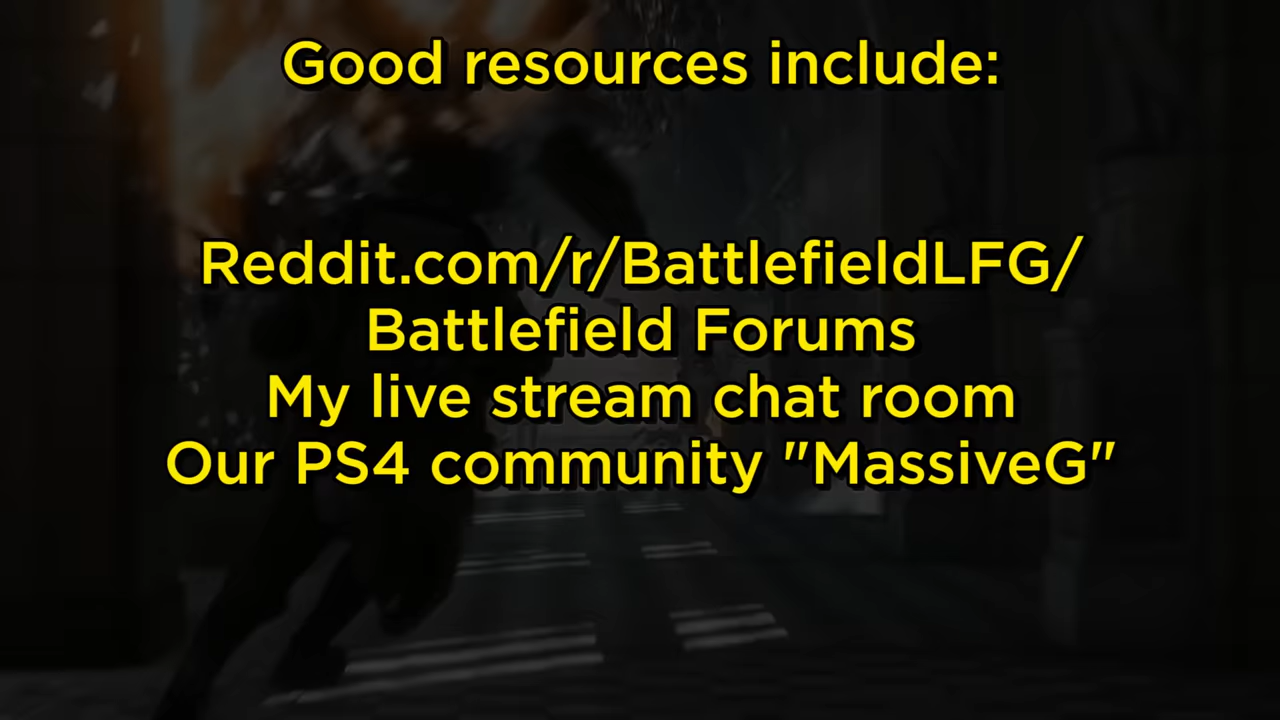 Good resources include:
Reddit.com/r/BattlefieldLFG/
Battlefield Forums
My live stream chat room
Our PS4 community "MassiveG"